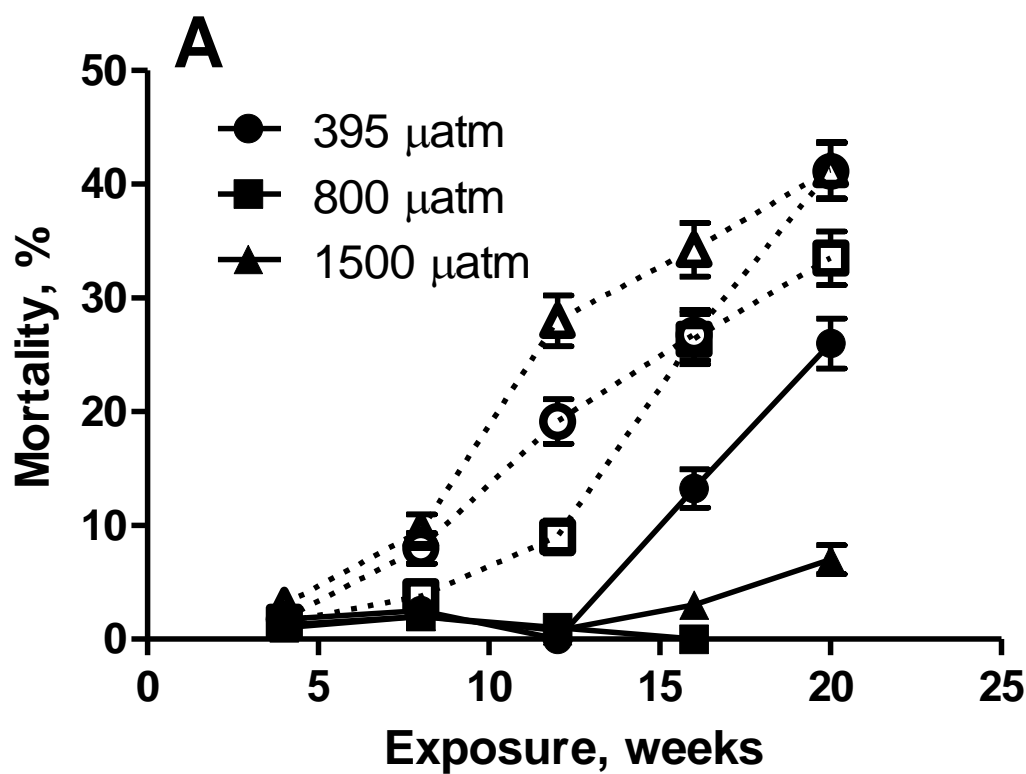 A
50
40
30
20
10
0
Mortality, %
395 μatm
800 μatm
1500 μatm
0 5 10 15 20 25
Exposure, weeks